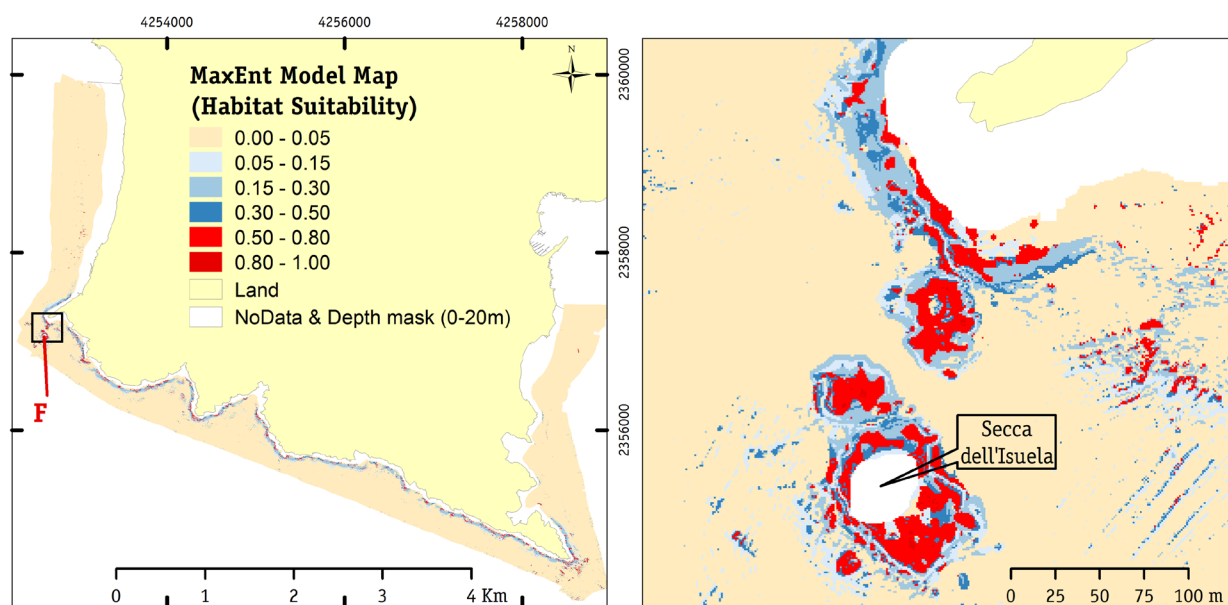 4254000
4256000
4258000
N
MaxEnt Model Map
(Habitat Suitability)
0.00 - 0.05
0.05 - 0.15
0.15 - 0.30
0.30 - 0.50
0.50 - 0.80
0.80 - 1.00
Land
NoData & Depth mask (0-20m)
2360000
2358000
2356000
F
0 1 2 3 4 Km
Secca
dell'Isuela
0 25 50 75 100 m